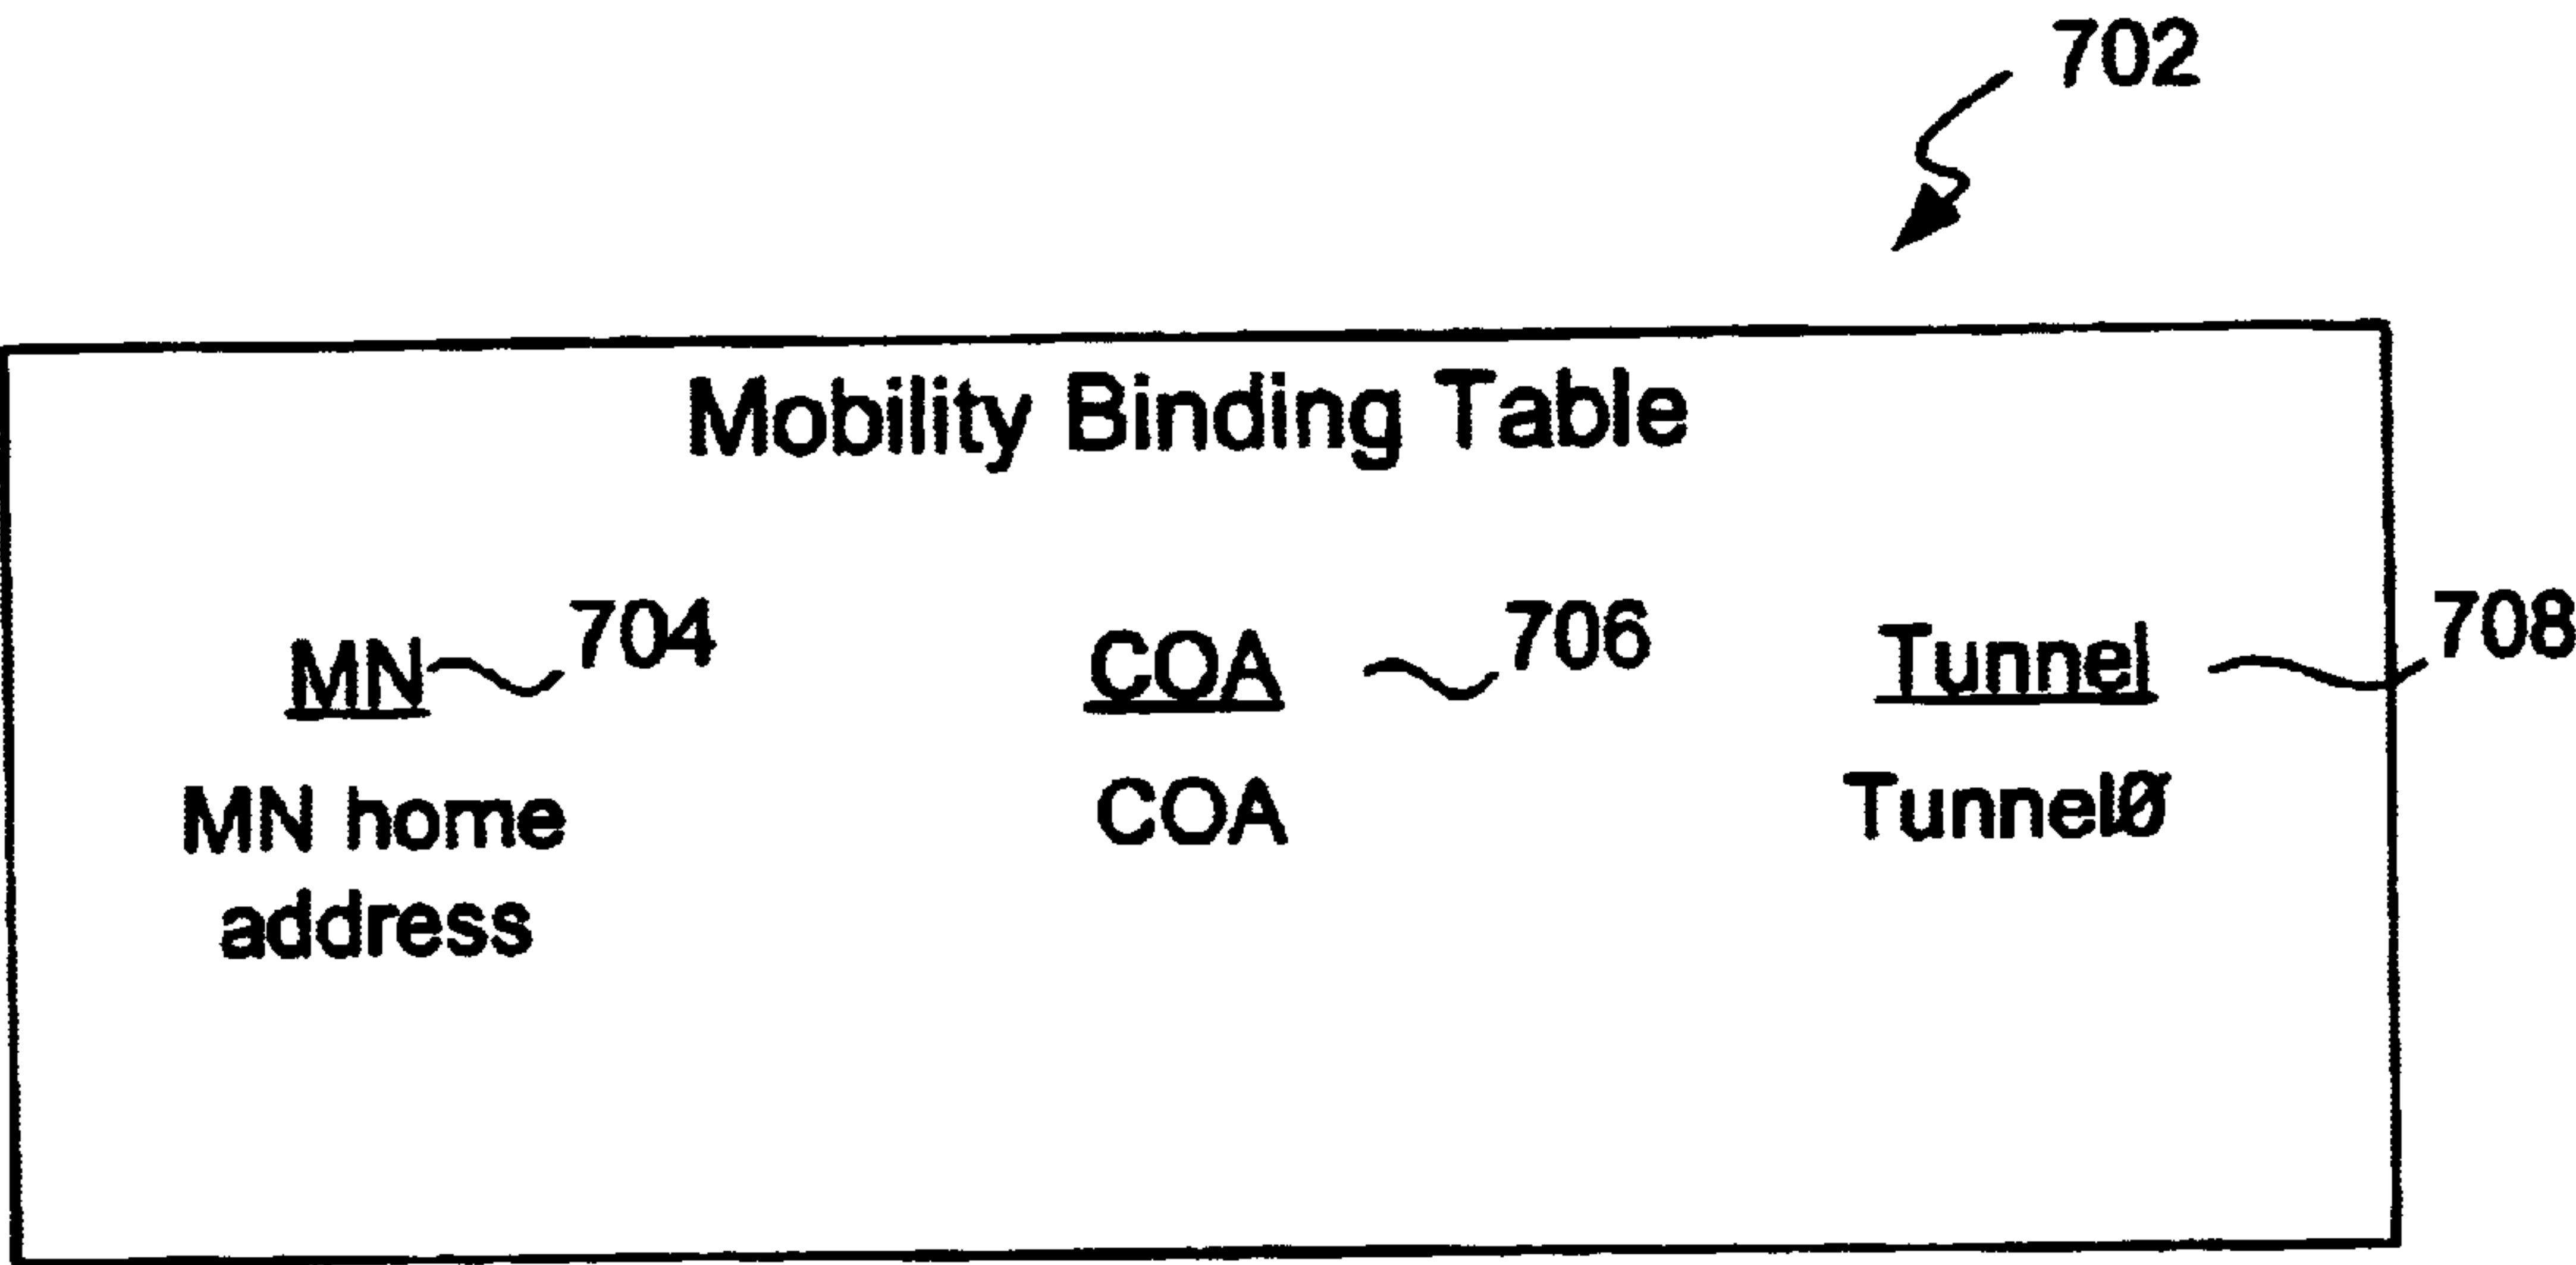 702
Mobility Binding Table
MN 704 COA 706 Tunnel 708
MN home COA Tunnel0
address